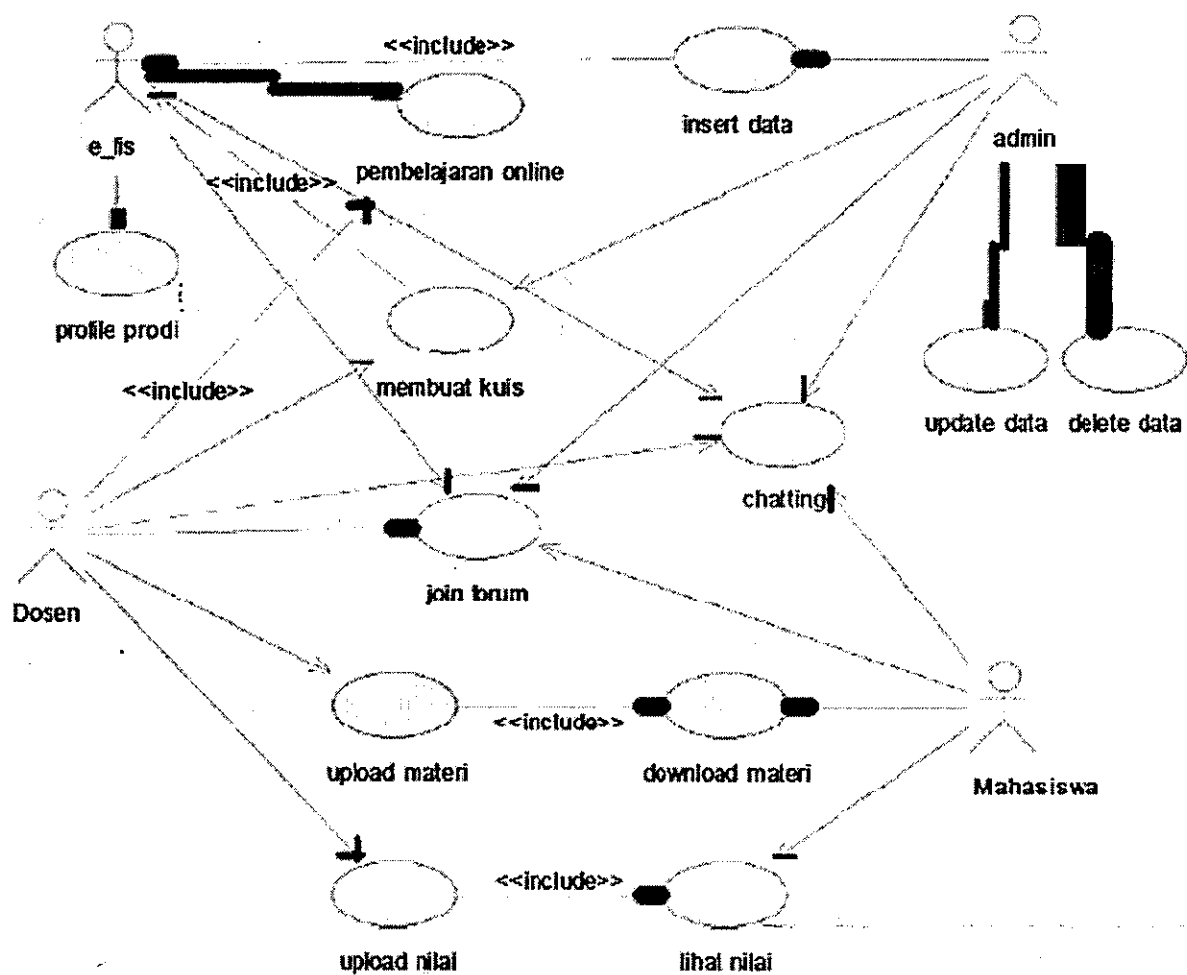 <<include>>
insert data
admin
e_fis
pembelajaran online
<<include>>
profile prodi
membuat kuis
<<include>>
update data
delete data
chatting
join forum
Dosen
<<include>>
upload materi
download materi
Mahasiswa
<<include>>
upload nilai
lihat nilai